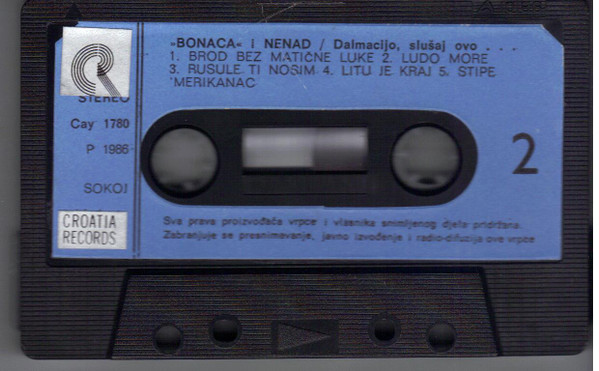 »BONACA« I NENAD / Dalmacijo, slušaj ovo . . .
1. BROD BEZ MATIČNE LUKE 2. LUDO MORE
3. RUSULE TI NOSIM 4. LITU JE KRAJ 5. STIPE
'MERIKANAC
STEREO
Cay 1780
P 1986
SOKOJ
2
CROATIA
RECORDS
Sva prava proizvođača vrpce i vlasnika snimljenog djela pridržana.
Zabranjuje se presnimavanje, javno izvođenje i radio-difuzija ove vrpce